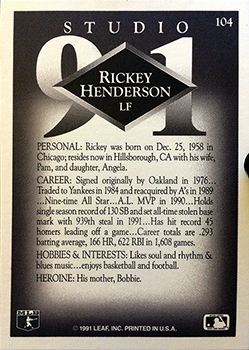 STUDIO
104
91
RICKEY
HENDERSON
LF
PERSONAL: Rickey was born on Dec. 25, 1958 in
Chicago; resides now in Hillsborough, CA with his wife,
Pam, and daughter, Angela.
CAREER: Signed originally by Oakland in 1976...
Traded to Yankees in 1984 and reacquired by A's in 1989
...Nine-time All Star...A.L. MVP in 1990...Holds
single season record of 130 SB and set all-time stolen base
mark with 939th steal in 1991...Has hit record 45
homers leading off a game...Career totals are .293
batting average, 166 HR, 622 RBI in 1,608 games.
HOBBIES & INTERESTS: Likes soul and rhythm &
blues music...enjoys basketball and football.
HEROINE: His mother, Bobbie.
MLB
© 1991 LEAF, INC. PRINTED IN U.S.A.